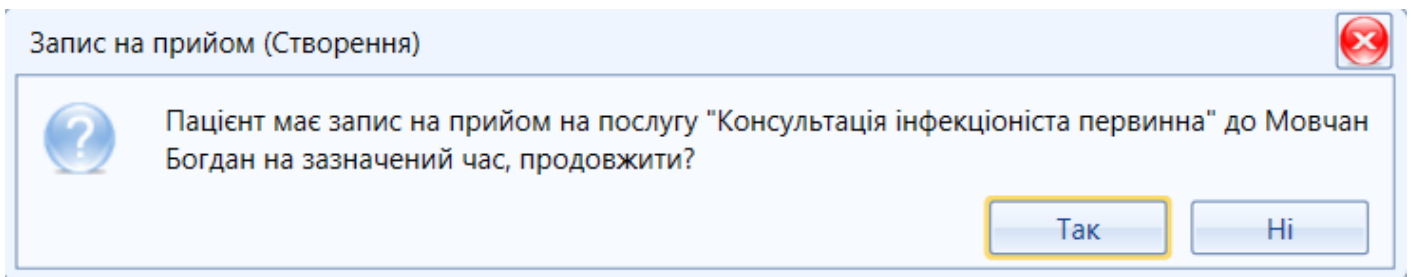 Запис на прийом (Створення)
Пацієнт має запис на прийом на послугу "Консультація інфекціоніста первинна" до Мовчан
Богдан на зазначений час, продовжити?
Так
Ні